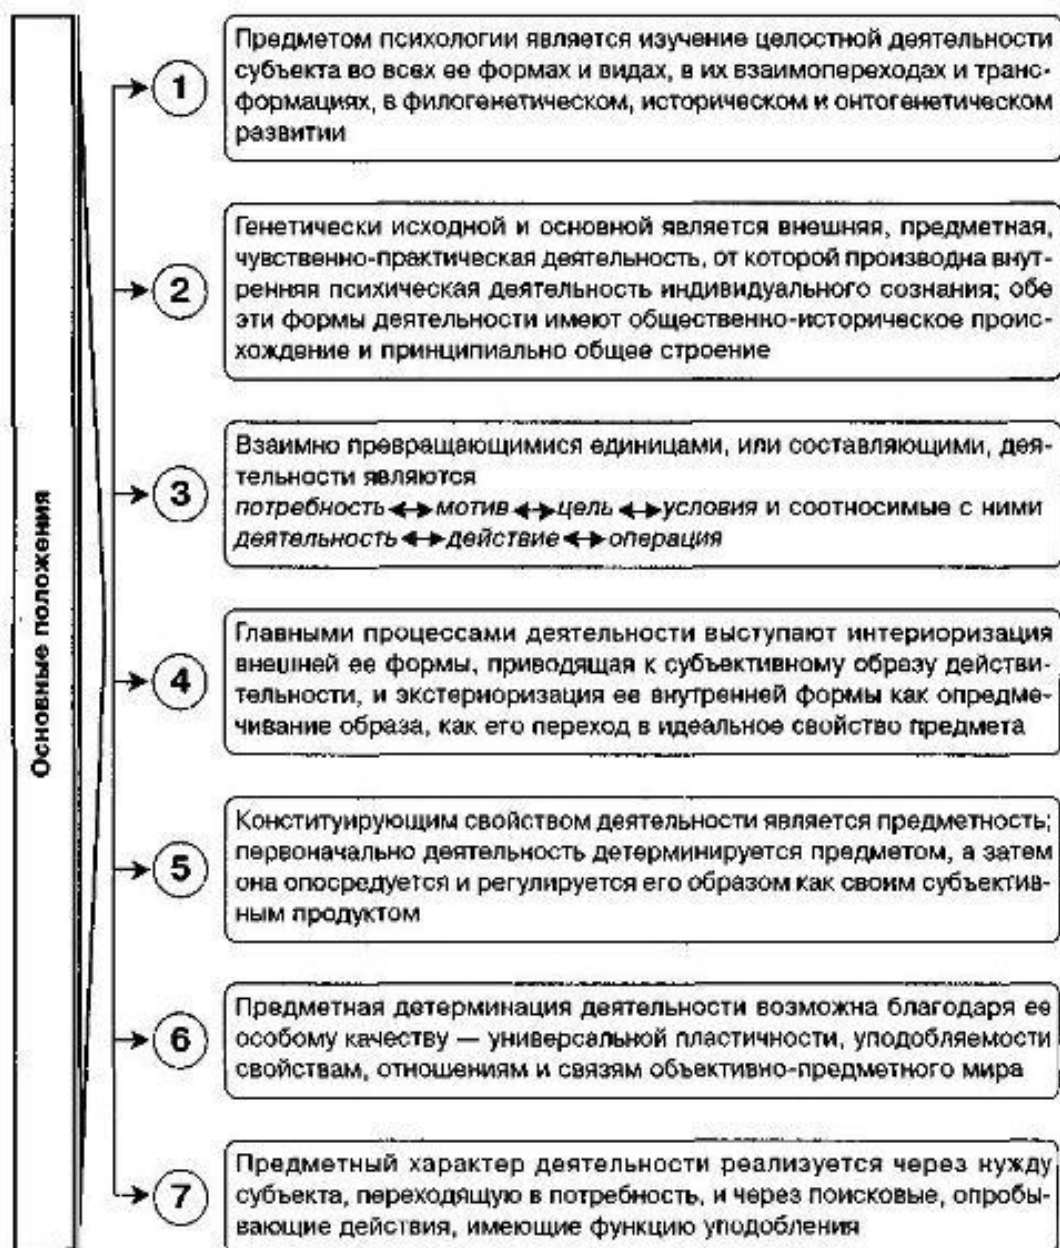 Основные положения
1
Предметом психологии является изучение целостной деятельности
субъекта во всех ее формах и видах, в их взаимопереходах и транс-
формациях, в филогенетическом, историческом и онтогенетическом
развитии
2
Генетически исходной и основной является внешняя, предметная,
чувственно-практическая деятельность, от которой производна внут-
ренняя психическая деятельность индивидуального сознания; обе
эти формы деятельности имеют общественно-историческое проис-
хождение и принципиально общее строение
3
Взаимно превращающимися единицами, или составляющими, дея-
тельности являются
потребность ↔ мотив ↔ цель ↔ условия и соотносимые с ними
деятельность ↔ действие ↔ операция
4
Главными процессами деятельности выступают интериоризация
внешней ее формы, приводящая к субъективному образу действи-
тельности, и экстериоризация ее внутренней формы как опредме-
чивание образа, как его переход в идеальное свойство предмета
5
Конституирующим свойством деятельности является предметность;
первоначально деятельность детерминируется предметом, а затем
она опосредуется и регулируется его образом как своим субъектив-
ным продуктом
6
Предметная детерминация деятельности возможна благодаря ее
особому качеству — универсальной пластичности, уподобляемости
свойствам, отношениям и связям объективно-предметного мира
7
Предметный характер деятельности реализуется через нужду
субъекта, переходящую в потребность, и через поисковые, опробы-
вающие действия, имеющие функцию уподобления